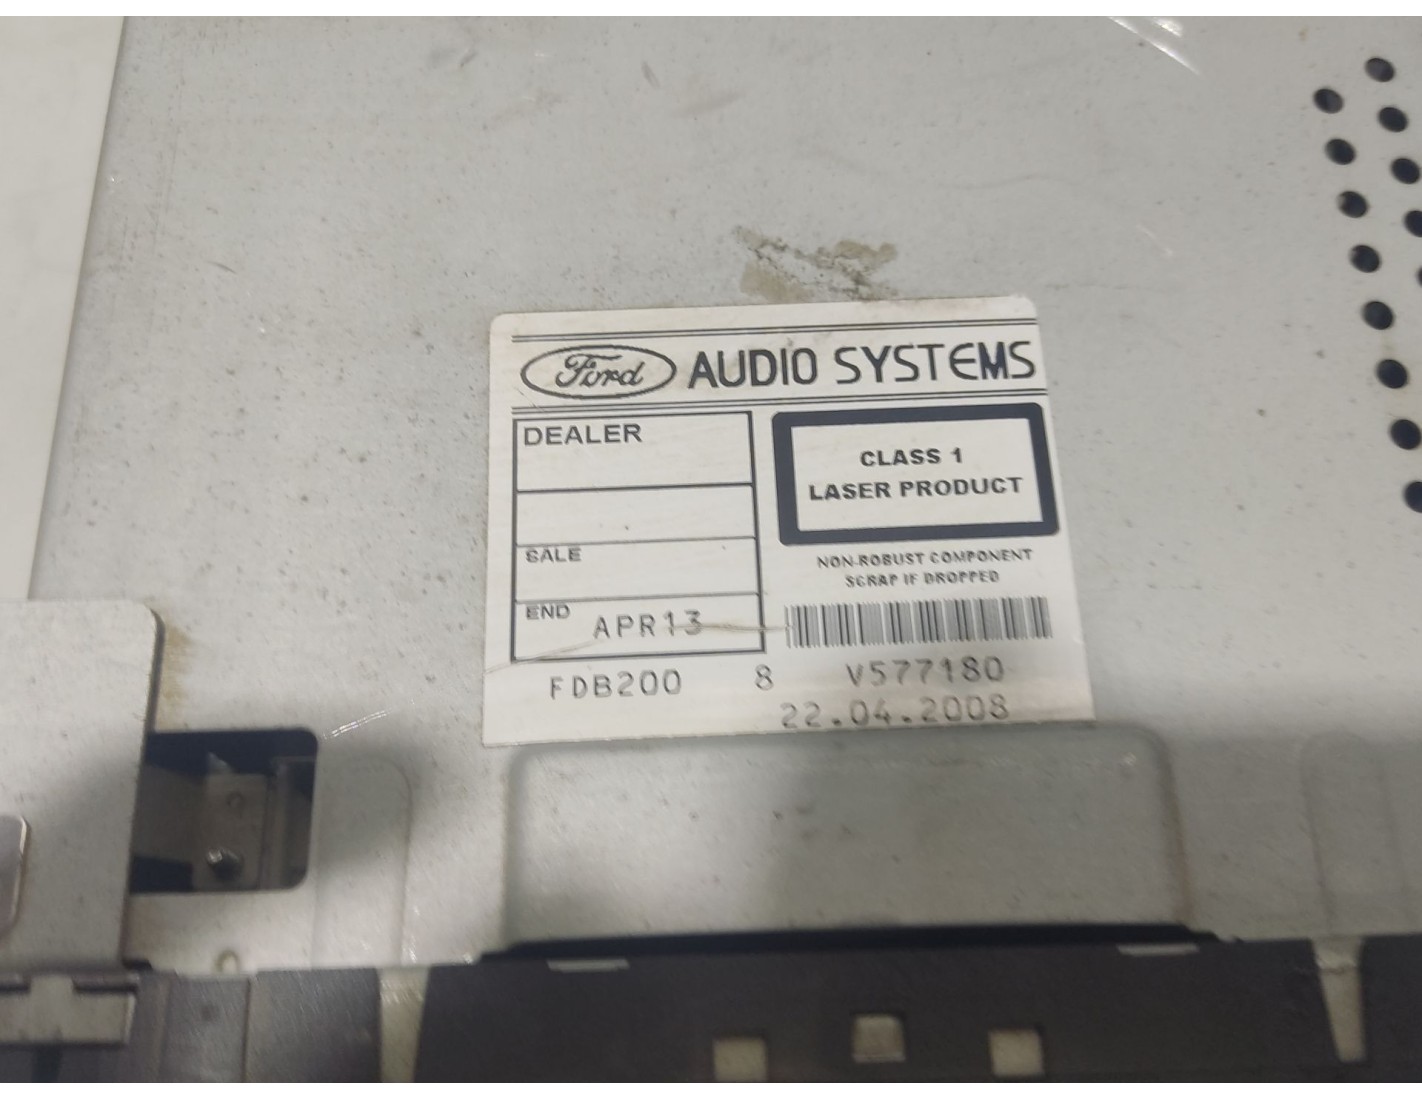 Ford AUDIO SYSTEMS
DEALER
CLASS 1
LASER PRODUCT
SALE
NON-ROBUST COMPONENT
SCRAP IF DROPPED
END APR13
FDB200 8 V577180
22.04.2008